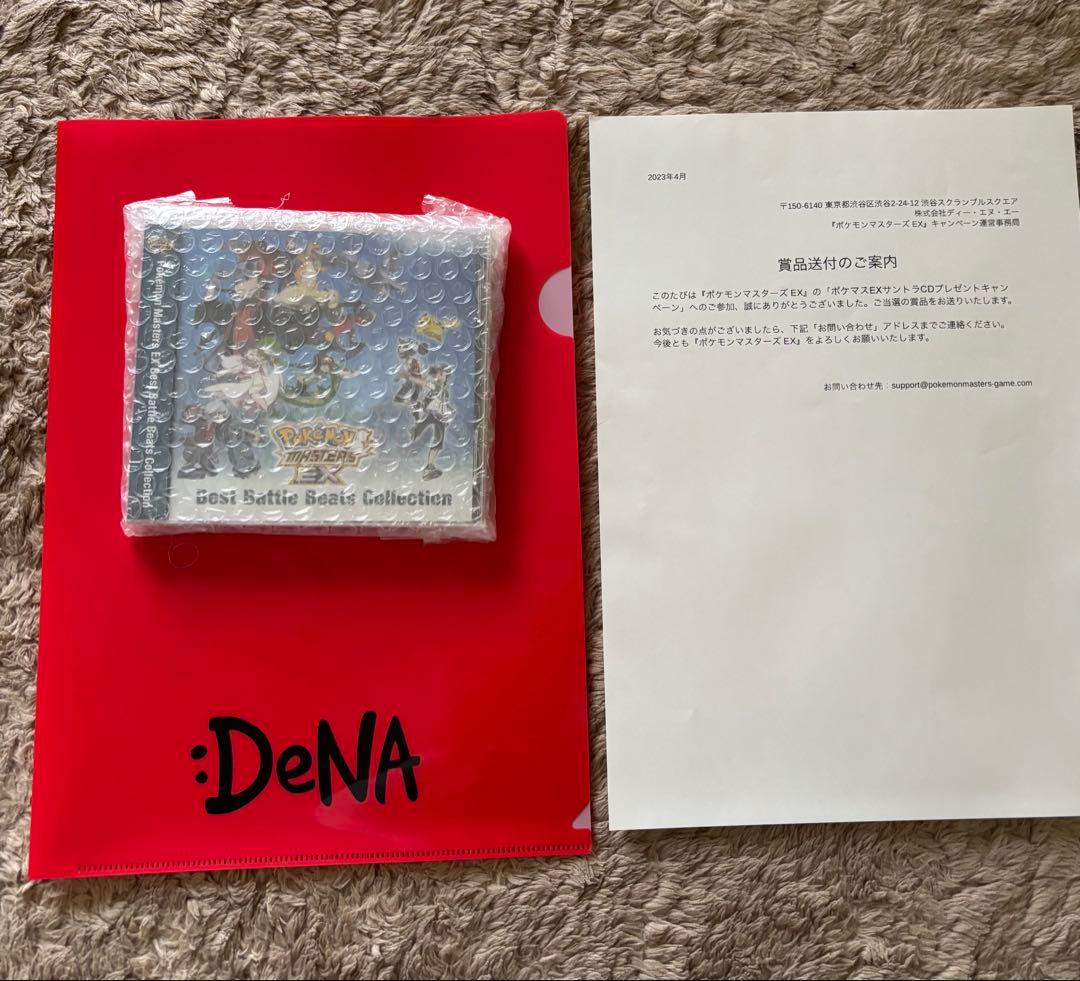 Pokémon Masters EX Best Battle Beats Collection
POKÉMON
MASTERS
EX
Best Battle Beats Collection
:DeNA
2023年4月
〒150-6140 東京都渋谷区渋谷2-24-12 渋谷スクランブルスクエア
株式会社ディー・エヌ・エー
『ポケモンマスターズ EX』キャンペーン運営事務局
賞品送付のご案内
このたびは『ポケモンマスターズ EX』の「ポケマスEXサントラCDプレゼントキャン
ペーン」へのご参加、誠にありがとうございました。ご当選の賞品をお送りいたします。
お気づきの点がございましたら、下記「お問い合わせ」アドレスまでご連絡ください。
今後とも『ポケモンマスターズ EX』をよろしくお願いいたします。
お問い合わせ先：support@pokemonmasters-game.com